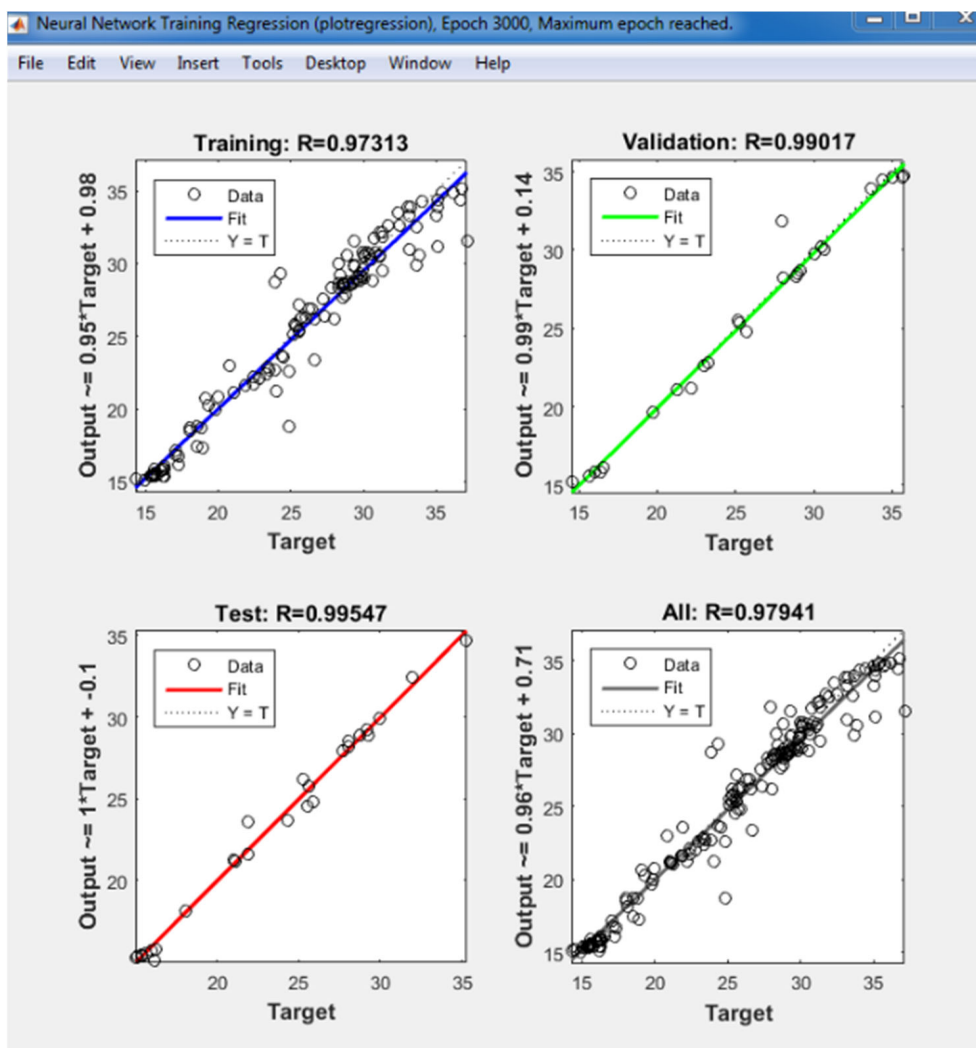 Neural Network Training Regression (plotregression), Epoch 3000, Maximum epoch reached.
File Edit View Insert Tools Desktop Window Help
Training: R=0.97313
Output ~= 0.95*Target + 0.98
Data
Fit
Y = T
35
30
25
20
15
15 20 25 30 35
Target
Validation: R=0.99017
Output ~= 0.99*Target + 0.14
Data
Fit
Y = T
35
30
25
20
15
15 20 25 30 35
Target
Test: R=0.99547
Output ~= 1*Target + -0.1
Data
Fit
Y = T
35
30
25
20
20 25 30 35
Target
All: R=0.97941
Output ~= 0.96*Target + 0.71
Data
Fit
Y = T
35
30
25
20
15
15 20 25 30 35
Target